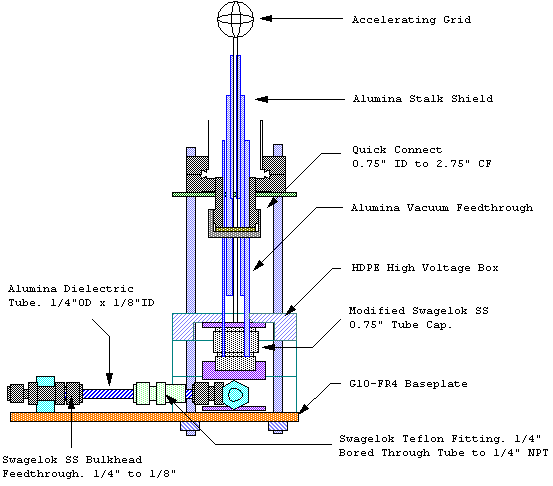 Accelerating Grid
Alumina Stalk Shield
Quick Connect
0.75" ID to 2.75" CF
Alumina Vacuum Feedthrough
HDPE High Voltage Box
Alumina Dielectric
Tube. 1/4"OD x 1/8"ID
Modified Swagelok SS
0.75" Tube Cap.
G10-FR4 Baseplate
Swagelok Teflon Fitting. 1/4"
Bored Through Tube to 1/4" NPT
Swagelok SS Bulkhead
Feedthrough. 1/4" to 1/8"